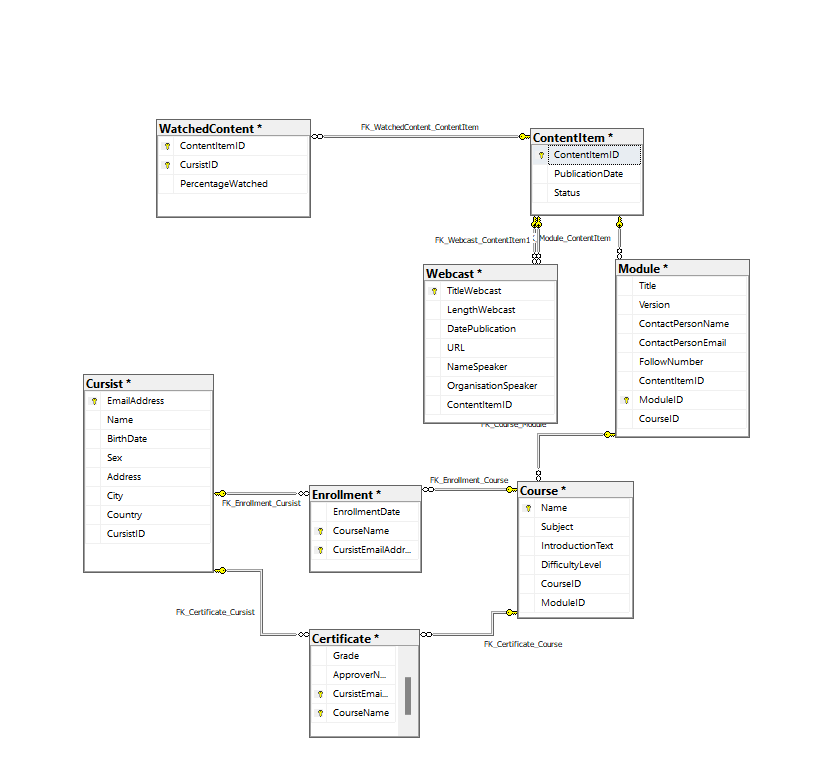 FK_WatchedContent_ContentItem
WatchedContent *
ContentItemID
CursistID
PercentageWatched
ContentItem *
ContentItemID
PublicationDate
Status
FK_Webcast_ContentItem1
Module_ContentItem
Webcast *
TitleWebcast
LengthWebcast
DatePublication
URL
NameSpeaker
OrganisationSpeaker
ContentItemID
Module *
Title
Version
ContactPersonName
ContactPersonEmail
FollowNumber
ContentItemID
ModuleID
CourseID
FK_Course_Module
Cursist *
EmailAddress
Name
BirthDate
Sex
Address
City
Country
CursistID
FK_Enrollment_Cursist
Enrollment *
EnrollmentDate
CourseName
CursistEmailAddr...
FK_Enrollment_Course
Course *
Name
Subject
IntroductionText
DifficultyLevel
CourseID
ModuleID
FK_Certificate_Cursist
Certificate *
Grade
ApproverN...
CursistEmai...
CourseName
FK_Certificate_Course